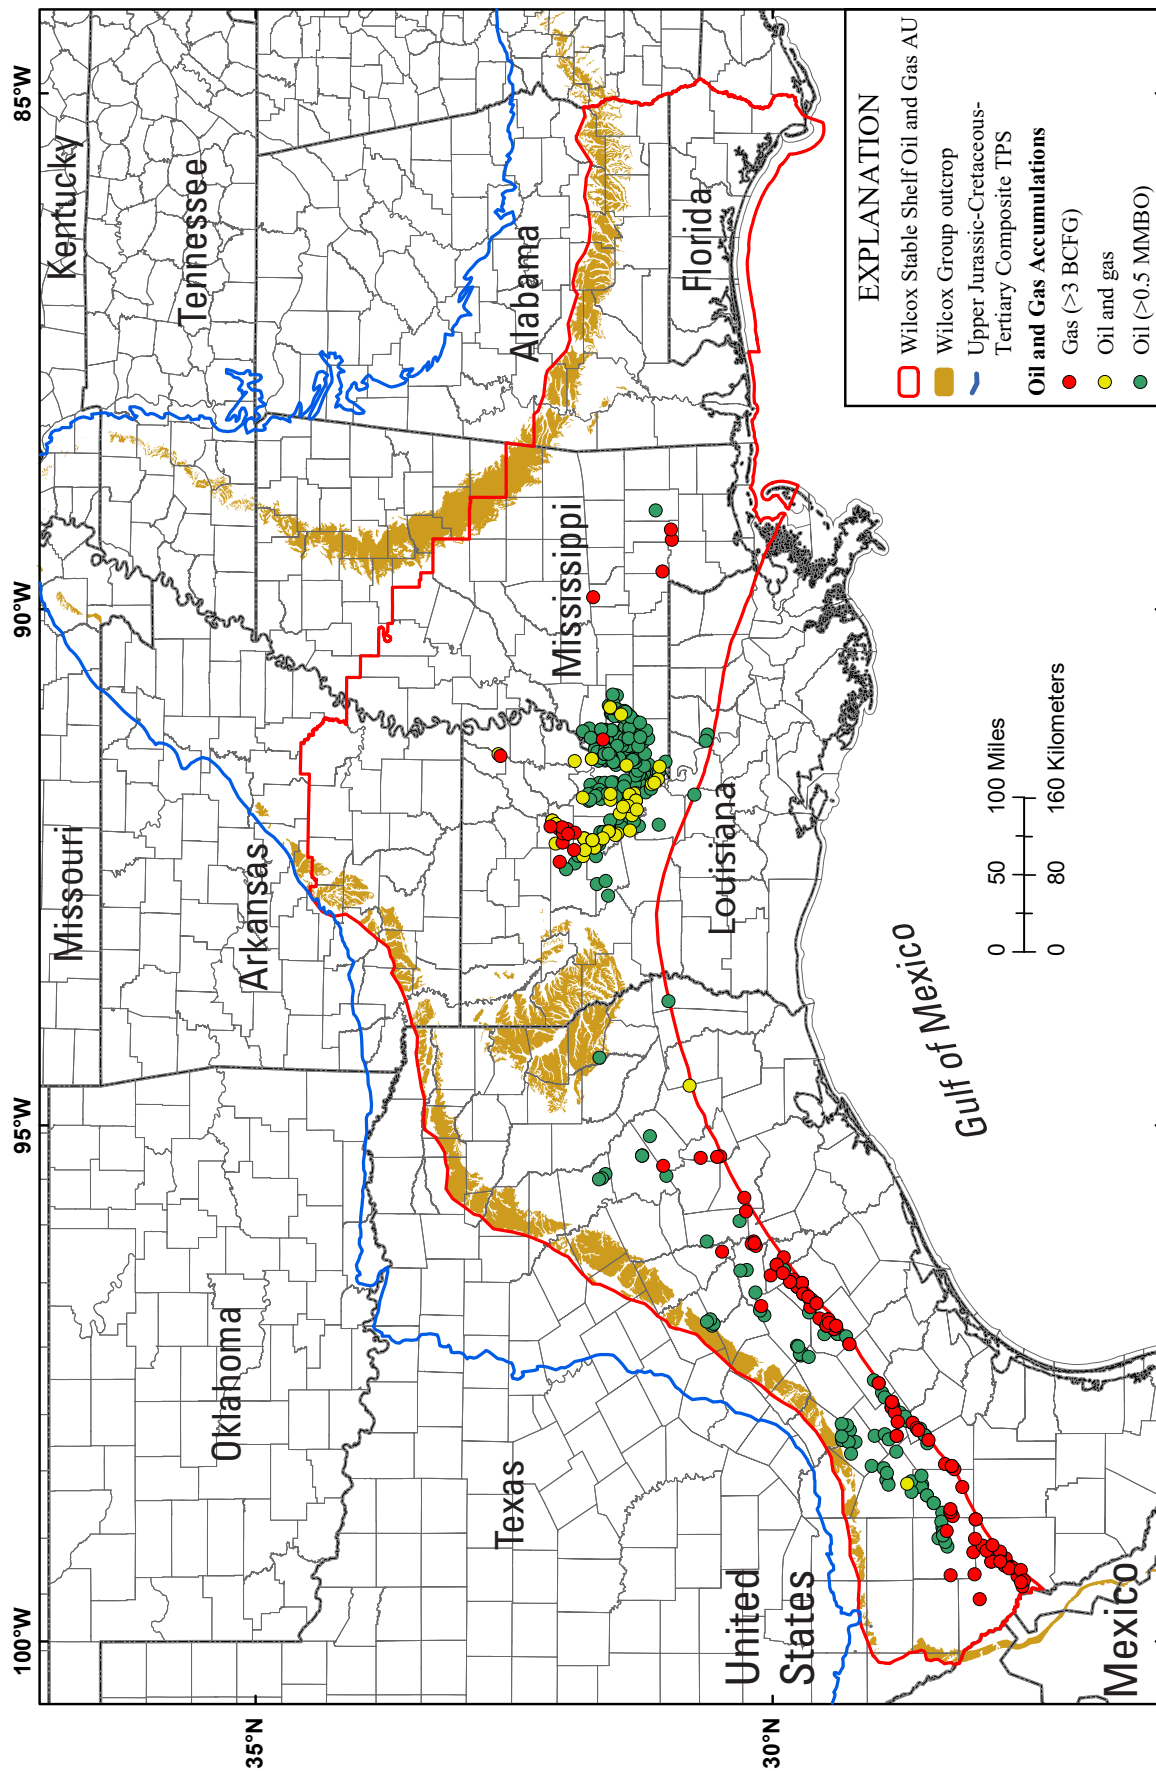 100°W
95°W
90°W
85°W
35°N
30°N
Missouri
Kentucky
Oklahoma
Arkansas
Tennessee
Texas
Mississippi
Alabama
United
States
Louisiana
Florida
Mexico
Gulf of Mexico
0 50 100 Miles
0 80 160 Kilometers
EXPLANATION
Wilcox Stable Shelf Oil and Gas AU
Wilcox Group outcrop
Upper Jurassic-Cretaceous-
Tertiary Composite TPS
Oil and Gas Accumulations
Gas (>3 BCFG)
Oil and gas
Oil (>0.5 MMBO)